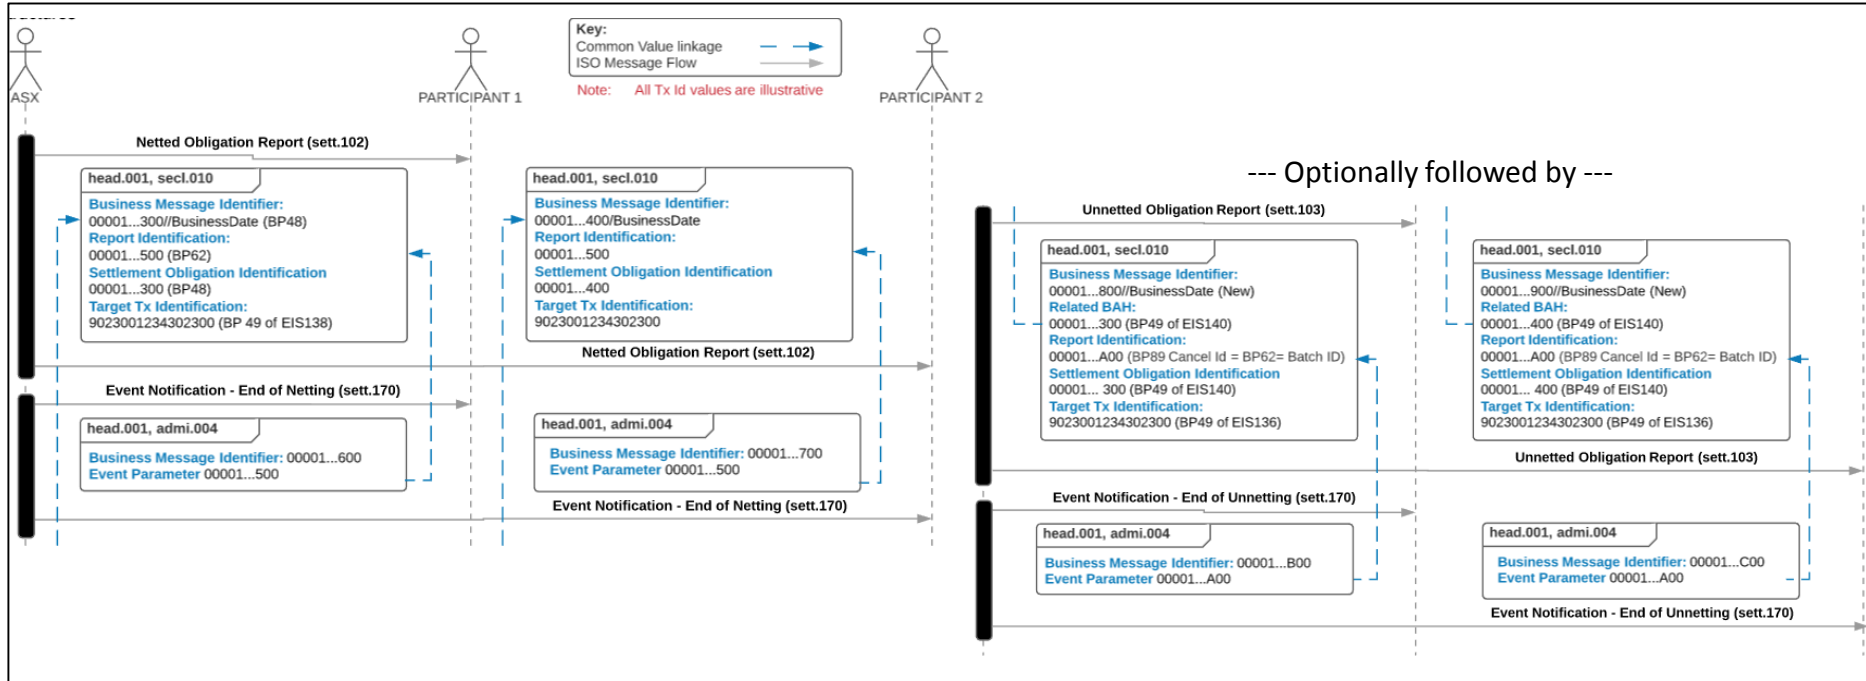 Key:
Common Value linkage
ISO Message Flow
Note: All Tx Id values are illustrative
ASX
PARTICIPANT 1
PARTICIPANT 2
Netted Obligation Report (sett.102)
head.001, secl.010
Business Message Identifier:
00001...300//BusinessDate (BP48)
Report Identification:
00001...500 (BP62)
Settlement Obligation Identification
00001...300 (BP48)
Target Tx Identification:
9023001234302300 (BP 49 of EIS138)
head.001, secl.010
Business Message Identifier:
00001...400/BusinessDate
Report Identification:
00001...500
Settlement Obligation Identification
00001...400
Target Tx Identification:
9023001234302300
Netted Obligation Report (sett.102)
Event Notification - End of Netting (sett.170)
head.001, admi.004
Business Message Identifier: 00001...600
Event Parameter 00001...500
head.001, admi.004
Business Message Identifier: 00001...700
Event Parameter 00001...500
Event Notification - End of Netting (sett.170)
--- Optionally followed by ---
Unnetted Obligation Report (sett.103)
head.001, secl.010
Business Message Identifier:
00001...800//BusinessDate (New)
Related BAH:
00001...300 (BP49 of EIS140)
Report Identification:
00001...A00 (BP89 Cancel Id = BP62= Batch ID)
Settlement Obligation Identification
00001... 300 (BP49 of EIS140)
Target Tx Identification:
9023001234302300 (BP49 of EIS136)
head.001, secl.010
Business Message Identifier:
00001...900//BusinessDate (New)
Related BAH:
00001...400 (BP49 of EIS140)
Report Identification:
00001...A00 (BP89 Cancel Id = BP62= Batch ID)
Settlement Obligation Identification
00001... 400 (BP49 of EIS140)
Target Tx Identification:
9023001234302300 (BP49 of EIS136)
Unnetted Obligation Report (sett.103)
Event Notification - End of Unnetting (sett.170)
head.001, admi.004
Business Message Identifier: 00001...B00
Event Parameter 00001...A00
head.001, admi.004
Business Message Identifier: 00001...C00
Event Parameter 00001...A00
Event Notification - End of Unnetting (sett.170)